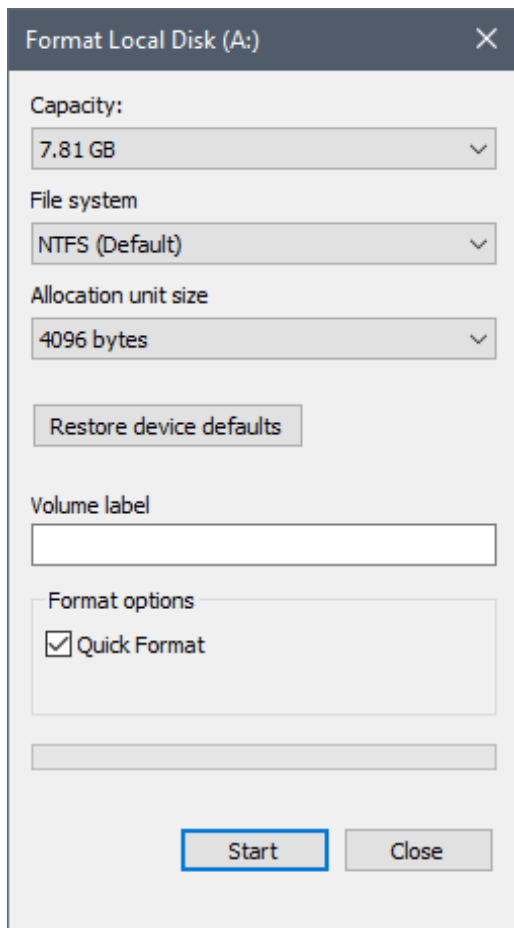 Format Local Disk (A:)
Capacity:
7.81 GB
File system
NTFS (Default)
Allocation unit size
4096 bytes
Restore device defaults
Volume label
Format options
Quick Format
Start
Close